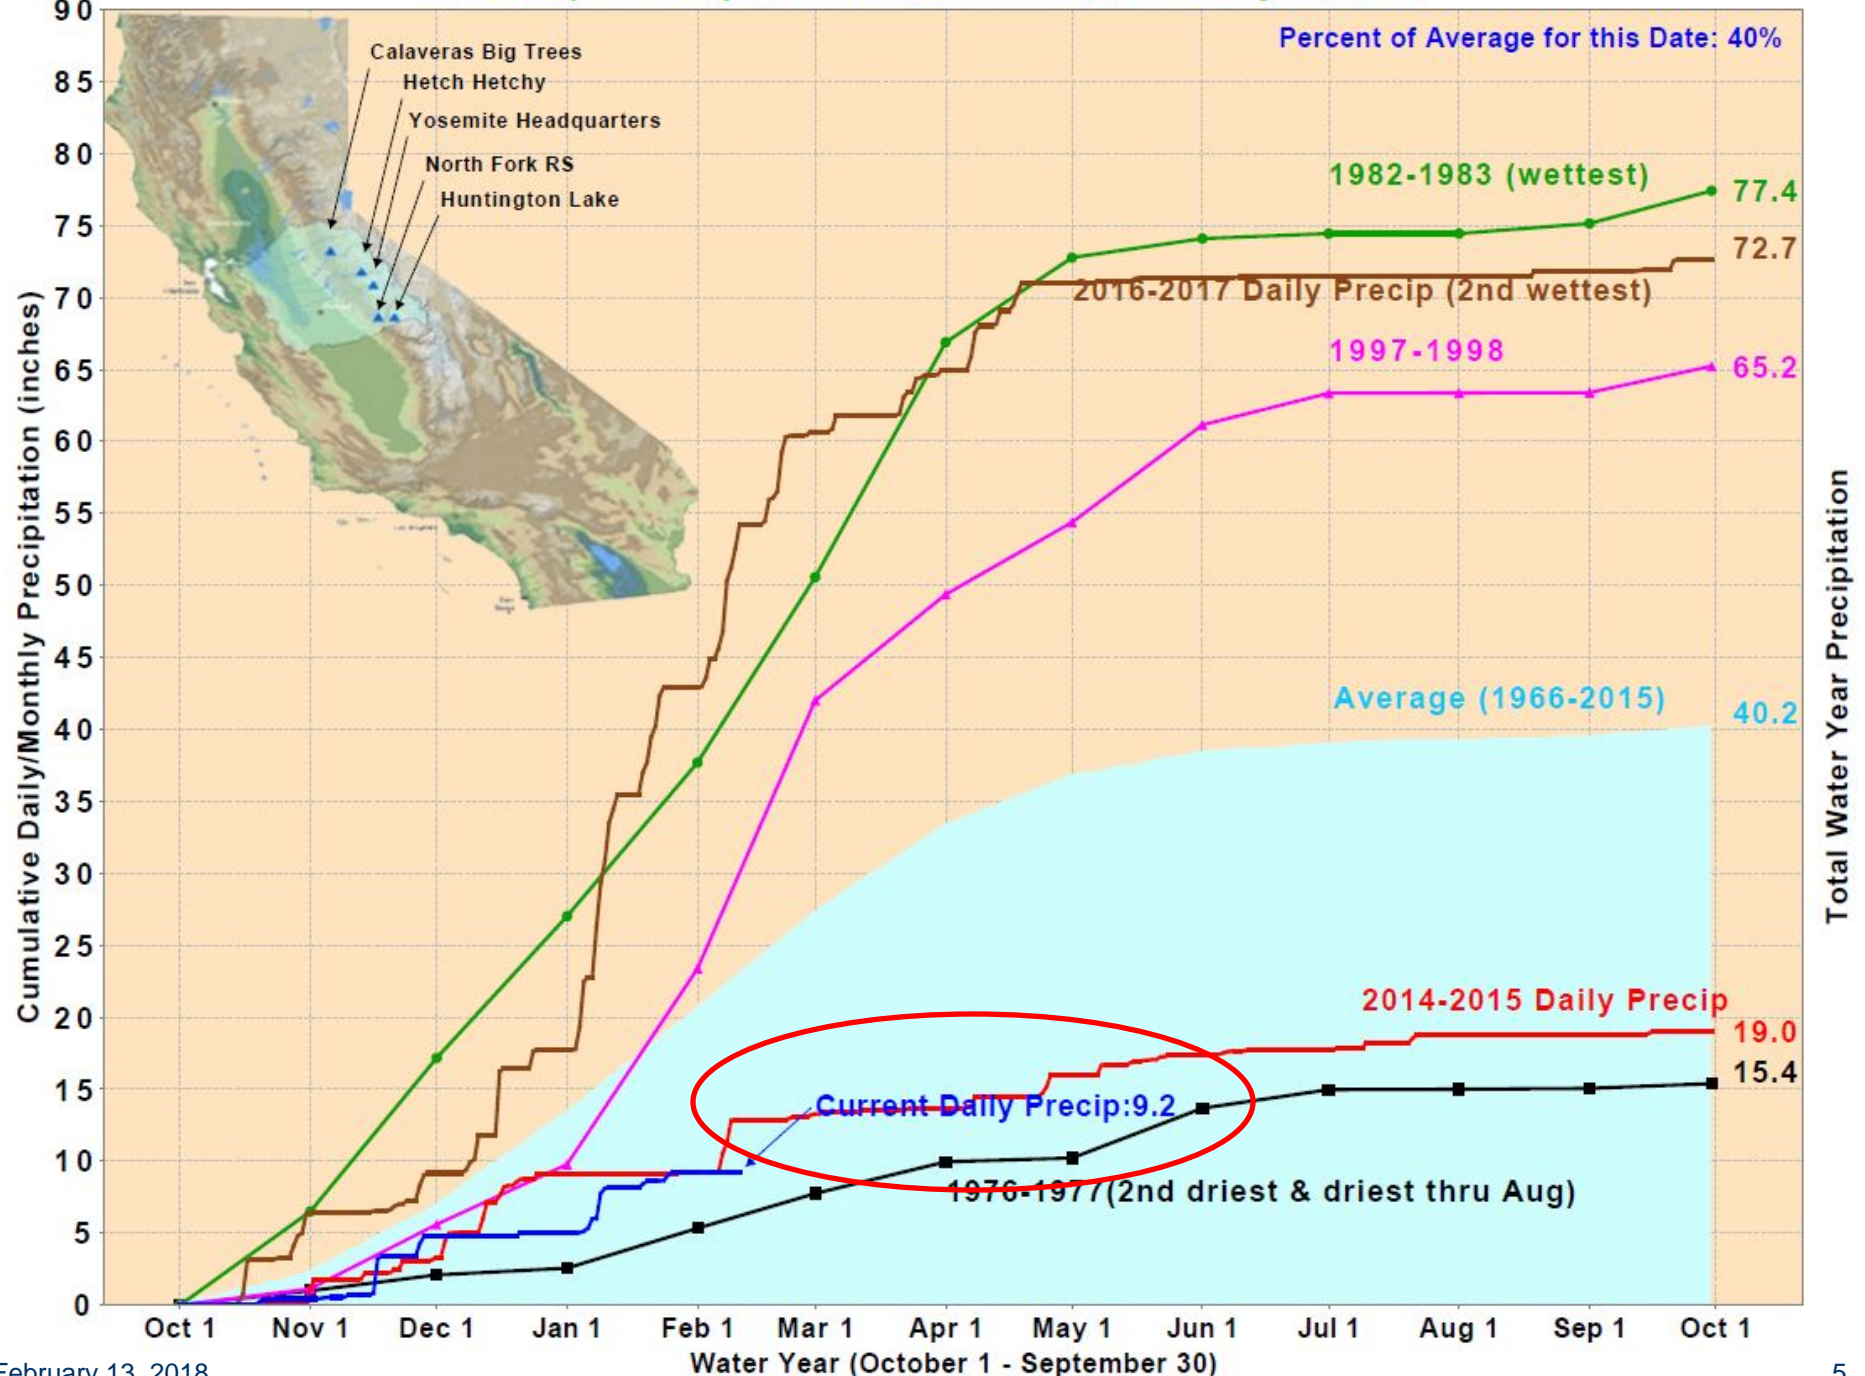 Percent of Average for this Date: 40%
Calaveras Big Trees
Hetch Hetchy
Yosemite Headquarters
North Fork RS
Huntington Lake
1982-1983 (wettest)
77.4
72.7
2016-2017 Daily Precip (2nd wettest)
1997-1998
65.2
Average (1966-2015)
40.2
2014-2015 Daily Precip
19.0
15.4
Current Daily Precip:9.2
1976-1977(2nd driest & driest thru Aug)
Cumulative Daily/Monthly Precipitation (inches)
Total Water Year Precipitation
90
85
80
75
70
65
60
55
50
45
40
35
30
25
20
15
10
5
0
Oct 1 Nov 1 Dec 1 Jan 1 Feb 1 Mar 1 Apr 1 May 1 Jun 1 Jul 1 Aug 1 Sep 1 Oct 1
Water Year (October 1 - September 30)
February 13, 2018
5